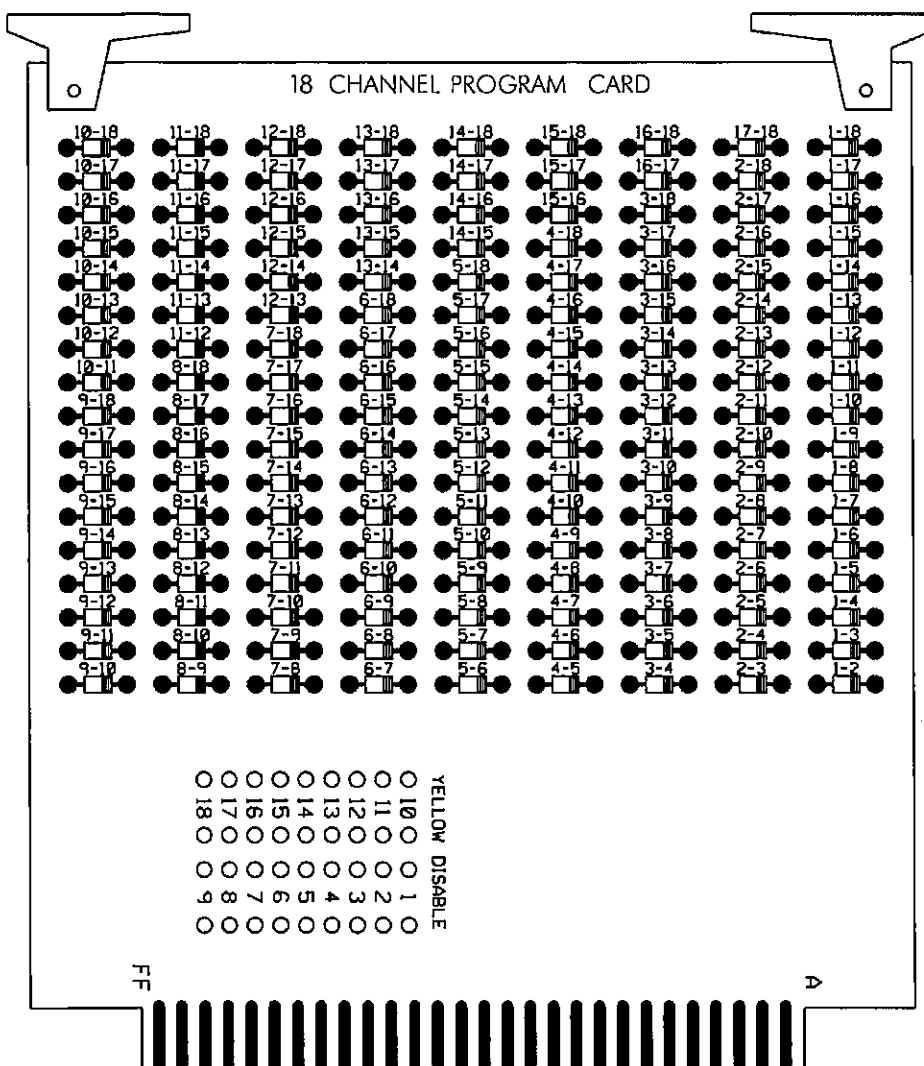 18 CHANNEL PROGRAM CARD
10-18 11-18 12-18 13-18 14-18 15-18 16-18 17-18 1-18
10-17 11-17 12-17 13-17 14-17 15-17 16-17 2-18 1-17
10-16 11-16 12-16 13-16 14-16 15-16 3-18 2-17 1-16
10-15 11-15 12-15 13-15 14-15 4-18 3-17 2-16 1-15
10-14 11-14 12-14 13-14 5-18 4-17 3-16 2-15 1-14
10-13 11-13 12-13 6-18 5-17 4-16 3-15 2-14 1-13
10-12 11-12 7-18 6-17 5-16 4-15 3-14 2-13 1-12
10-11 8-18 7-17 6-16 5-15 4-14 3-13 2-12 1-11
9-18 8-17 7-16 6-15 5-14 4-13 3-12 2-11 1-10
9-17 8-16 7-15 6-14 5-13 4-12 3-11 2-10 1-9
9-16 8-15 7-14 6-13 5-12 4-11 3-10 2-9 1-8
9-15 8-14 7-13 6-12 5-11 4-10 3-9 2-8 1-7
9-14 8-13 7-12 6-11 5-10 4-9 3-8 2-7 1-6
9-13 8-12 7-11 6-10 5-9 4-8 3-7 2-6 1-5
9-12 8-11 7-10 6-9 5-8 4-7 3-6 2-5 1-4
9-11 8-10 7-9 6-8 5-7 4-6 3-5 2-4 1-3
9-10 8-9 7-8 6-7 5-6 4-5 3-4 2-3 1-2
YELLOW DISABLE
10 1
11 2
12 3
13 4
14 5
15 6
16 7
17 8
18 9
FF A